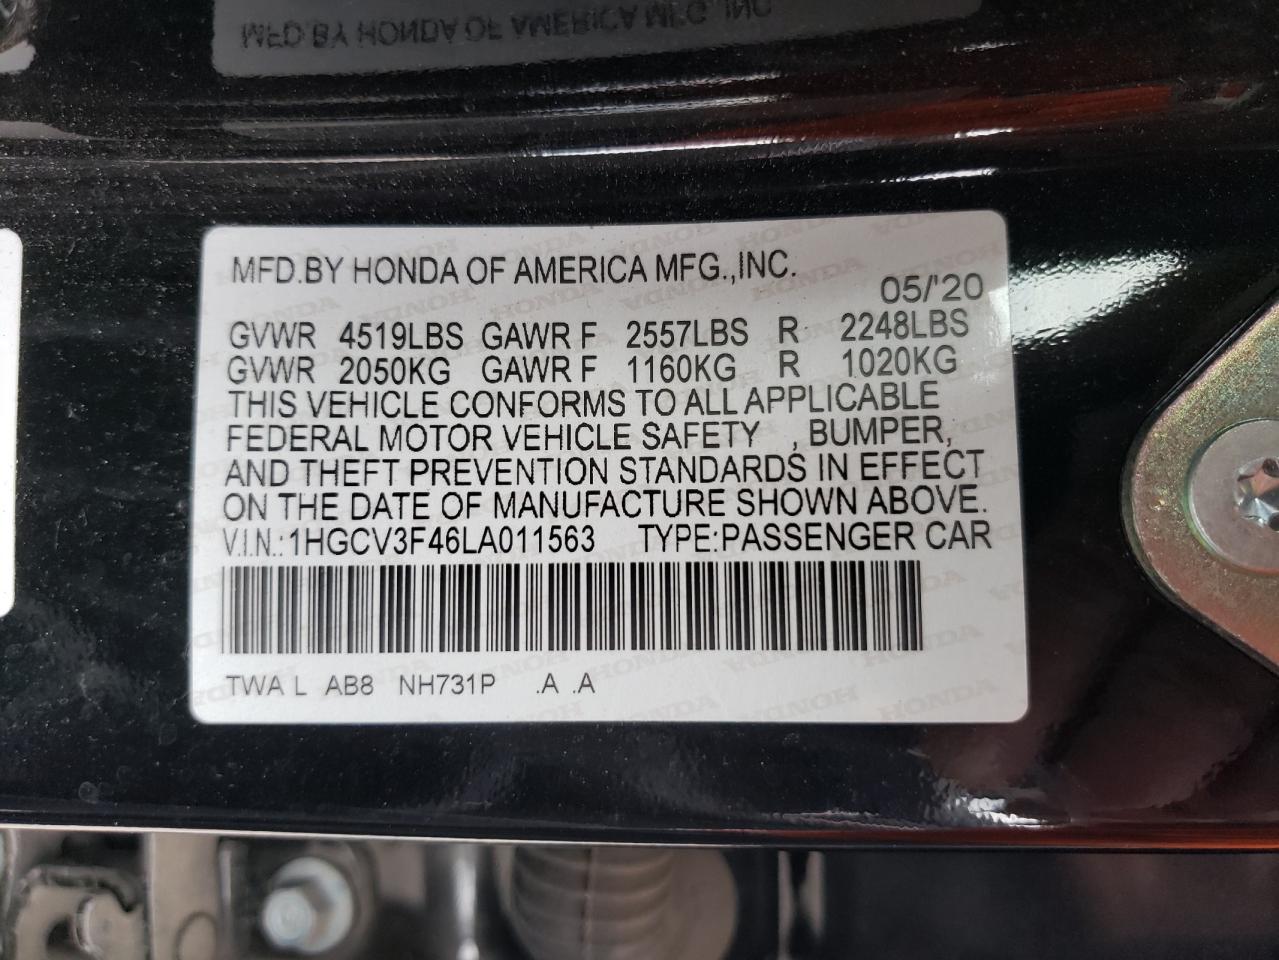 MFD.BY HONDA OF AMERICA MFG.,INC.
MFD.BY HONDA OF AMERICA MFG.,INC.
05/'20
GVWR 4519LBS GAWR F 2557LBS R 2248LBS
GVWR 2050KG GAWR F 1160KG R 1020KG
THIS VEHICLE CONFORMS TO ALL APPLICABLE
FEDERAL MOTOR VEHICLE SAFETY , BUMPER,
AND THEFT PREVENTION STANDARDS IN EFFECT
ON THE DATE OF MANUFACTURE SHOWN ABOVE.
V.I.N.:1HGCV3F46LA011563 TYPE:PASSENGER CAR
TWA L AB8 NH731P .A .A